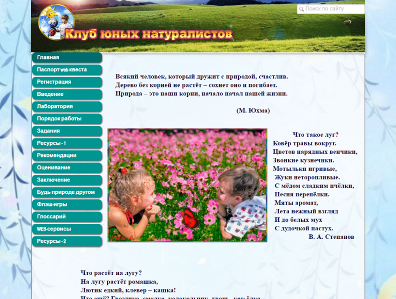 Клуб юных натуралистов
Поиск по сайту
Главная
Паспорт web-квеста
Регистрация
Введение
Лаборатория
Порядок работы
Задания
Ресурсы - 1
Рекомендации
Оценивание
Заключение
Будь природе другом
Флэш-игры
Глоссарий
WEB-сервисы
Ресурсы - 2
Всякий человек, который дружит с природой, счастлив.
Дерево без корней не растёт – сохнет оно и погибает.
Природа – это наши корни, начало начал нашей жизни.
(М. Юхма)
Что такое луг?
Ковёр травы вокруг.
Цветов нарядных венчики,
Звонкие кузнечики.
Мотыльки игривые,
Жуки неторопливые.
С мёдом сладким пчёлки,
Песня перепёлки.
Мяты аромат,
Лета нежный взгляд
И до белых мух
С дудочкой пастух.
В. А. Степанов
Что растёт на лугу?
На лугу растёт ромашка,
Лютик едкий, клевер – кашка!